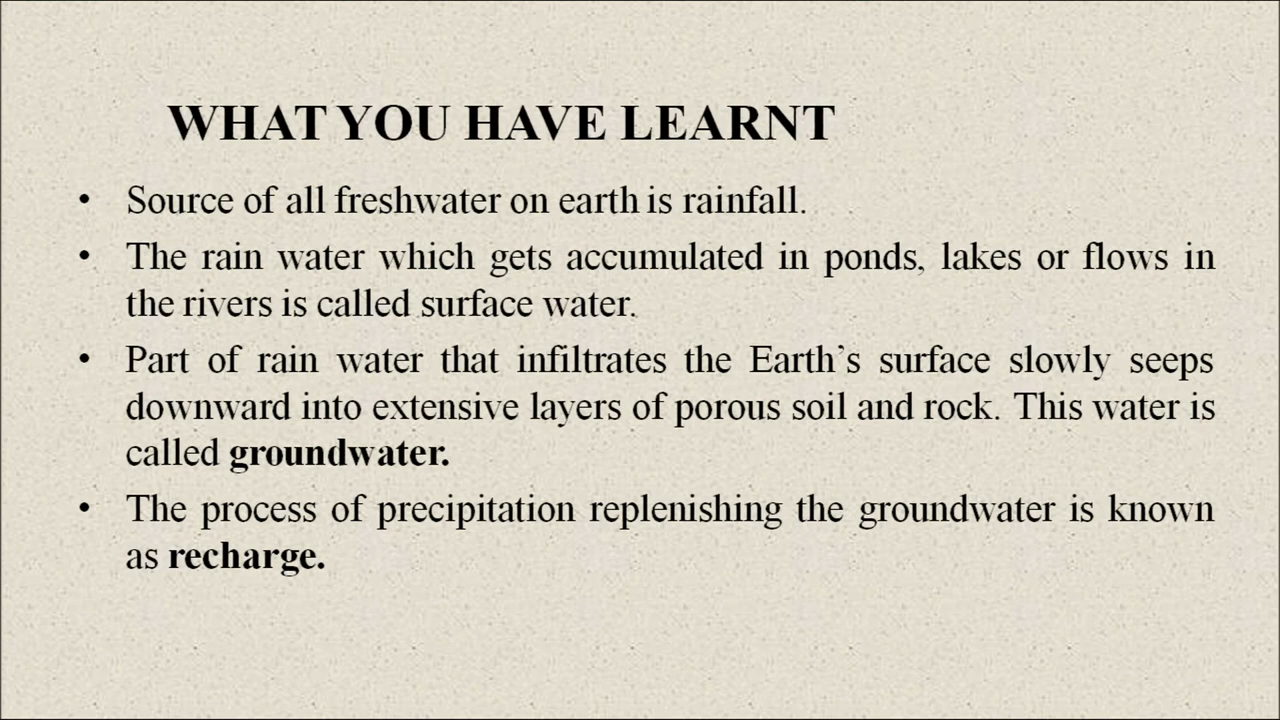 WHAT YOU HAVE LEARNT
• Source of all freshwater on earth is rainfall.
• The rain water which gets accumulated in ponds, lakes or flows in
the rivers is called surface water.
• Part of rain water that infiltrates the Earth’s surface slowly seeps
downward into extensive layers of porous soil and rock. This water is
called groundwater.
• The process of precipitation replenishing the groundwater is known
as recharge.